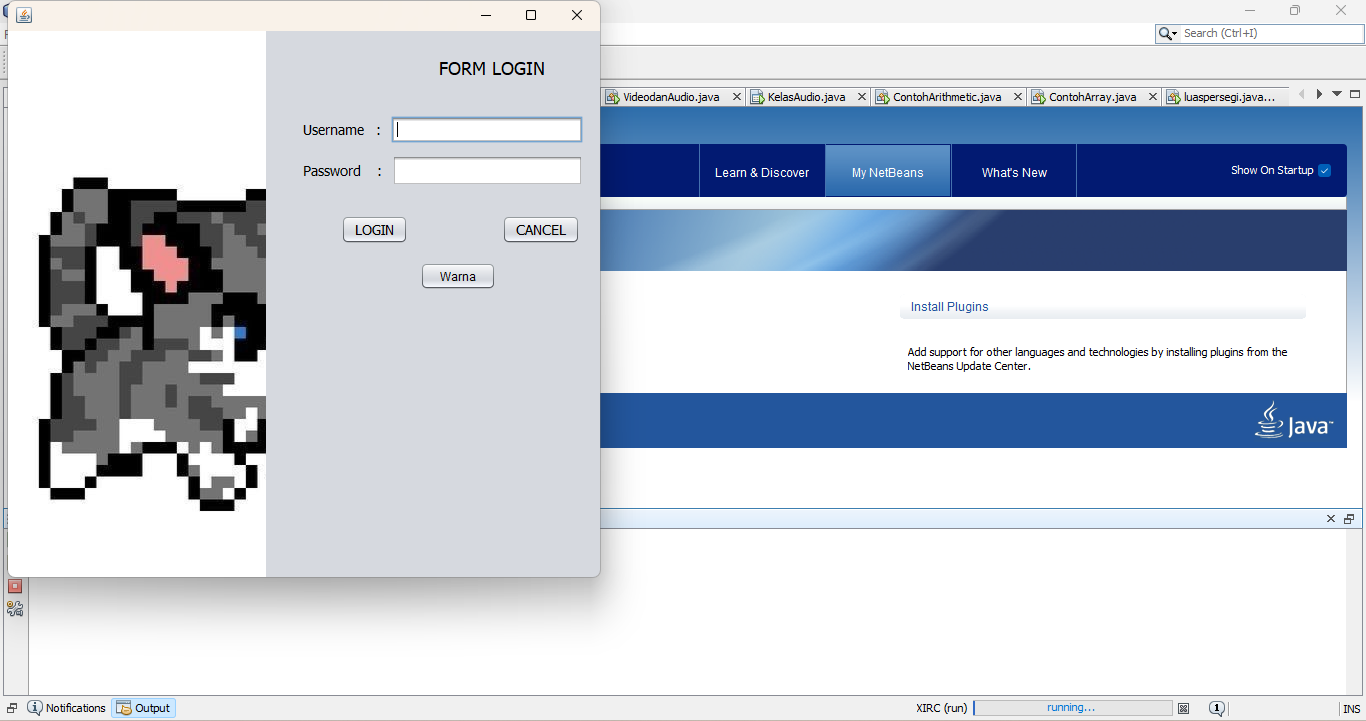 Search (Ctrl+I)
FORM LOGIN
Username :
Password :
LOGIN
CANCEL
Warna
VideodanAudio.java
KelasAudio.java
ContohArithmetic.java
ContohArray.java
luaspersegi.java...
Learn & Discover
My NetBeans
What's New
Show On Startup
Install Plugins
Add support for other languages and technologies by installing plugins from the
NetBeans Update Center.
Java™
Notifications
Output
XIRC (run)
running...
1
INS